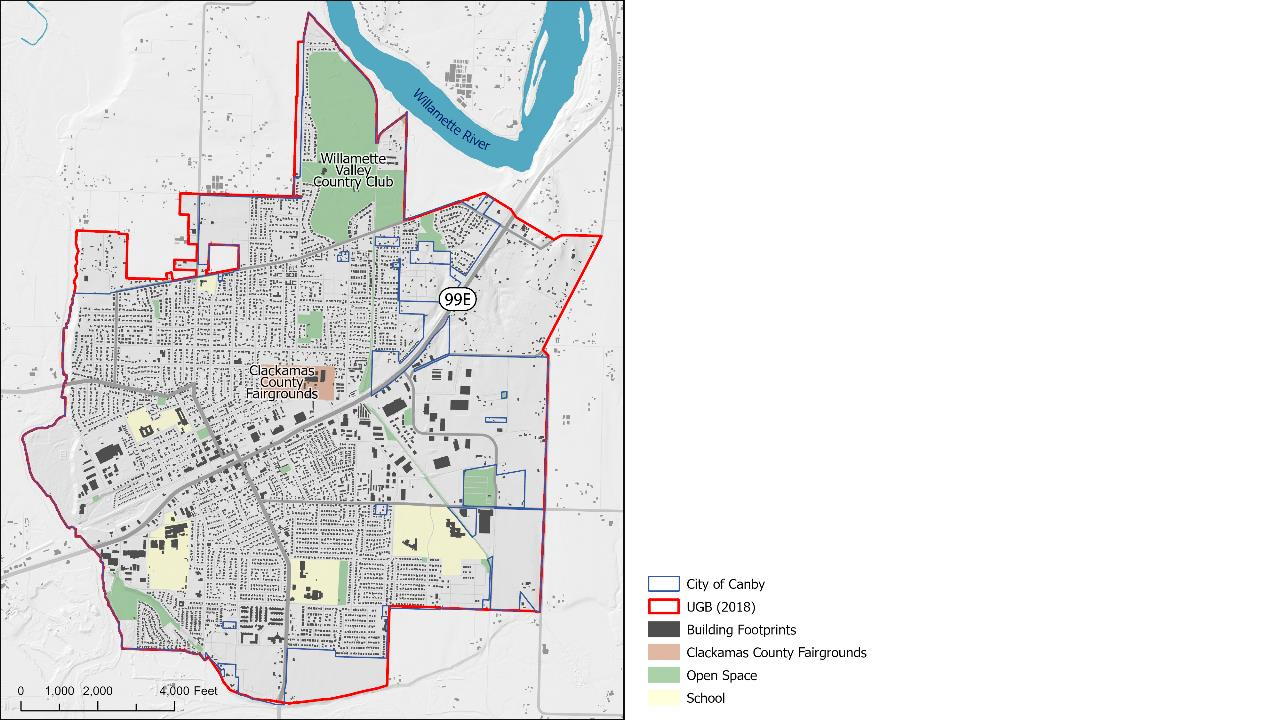 Willamette River
Willamette
Valley
Country Club
99E
Clackamas
County
Fairgrounds
0 1,000 2,000 4,000 Feet
City of Canby
UGB (2018)
Building Footprints
Clackamas County Fairgrounds
Open Space
School